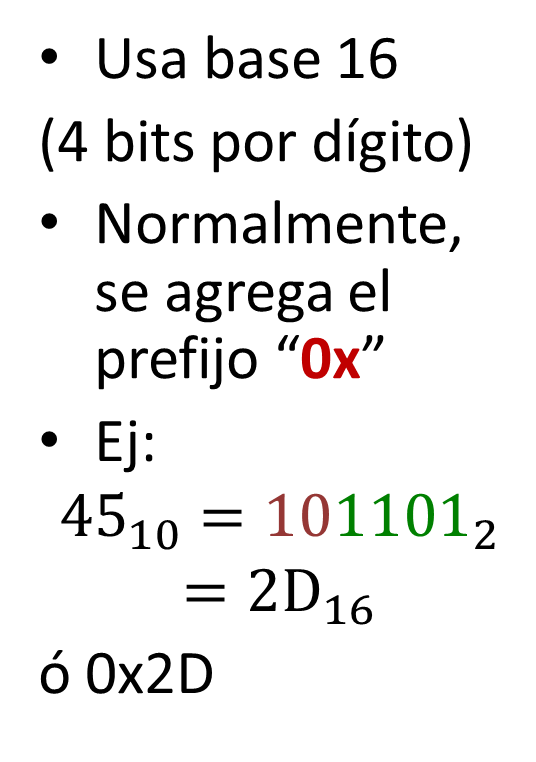 • Usa base 16
(4 bits por dígito)
• Normalmente,
se agrega el
prefijo “0x”
• Ej:
45₁₀ = 101101₂
= 2D₁₆
ó 0x2D